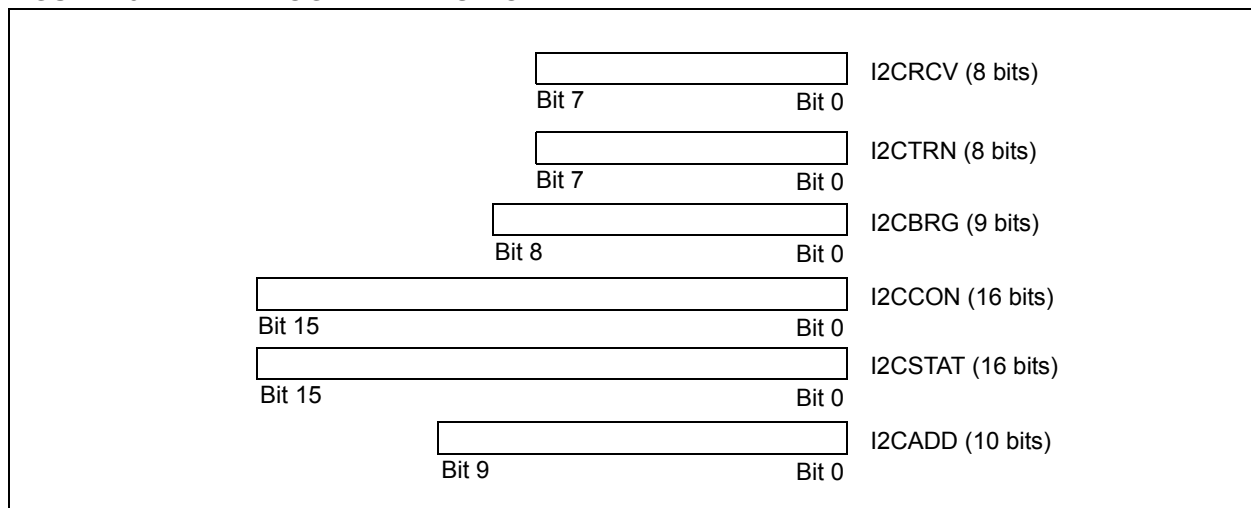 I2CRCV (8 bits)
Bit 7 Bit 0
I2CTRN (8 bits)
Bit 7 Bit 0
I2CBRG (9 bits)
Bit 8 Bit 0
I2CCON (16 bits)
Bit 15 Bit 0
I2CSTAT (16 bits)
Bit 15 Bit 0
I2CADD (10 bits)
Bit 9 Bit 0